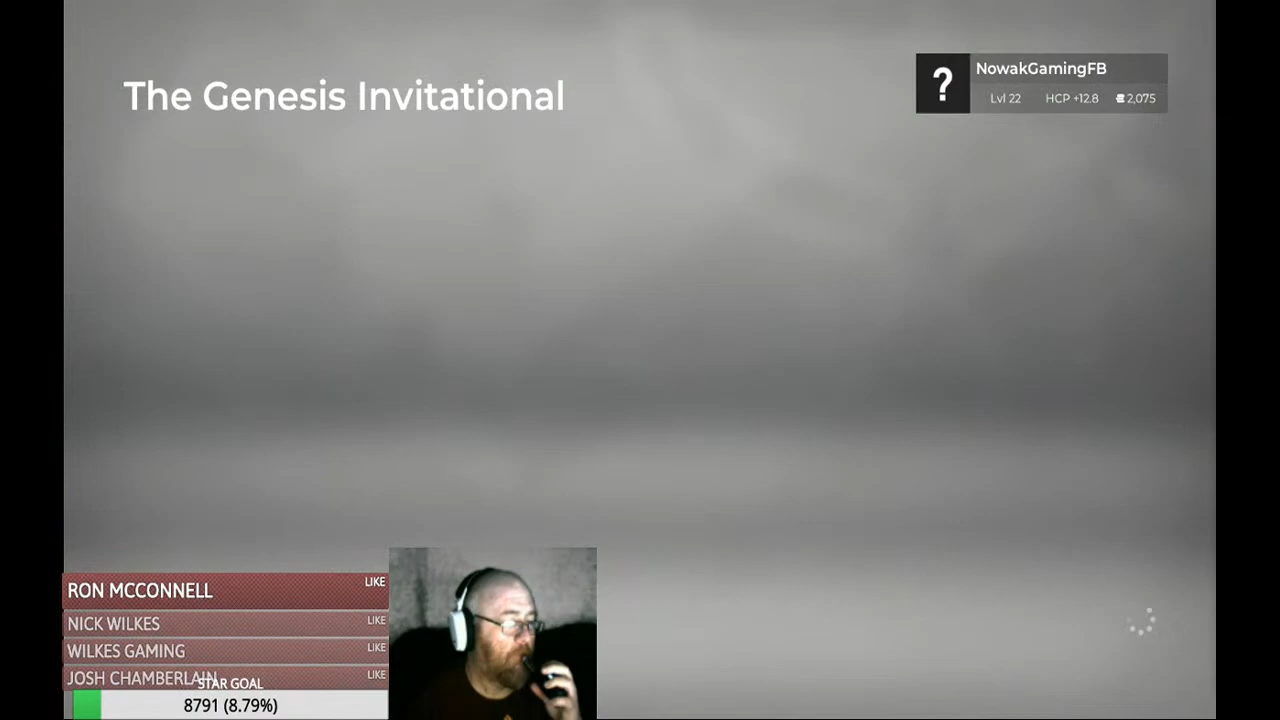 The Genesis Invitational
NowakGamingFB
Lvl 22 HCP +12.8 2,075
RON MCCONNELL LIKE
NICK WILKES LIKE
WILKES GAMING LIKE
JOSH CHAMBERLAIN LIKE
STAR GOAL
8791 (8.79%)